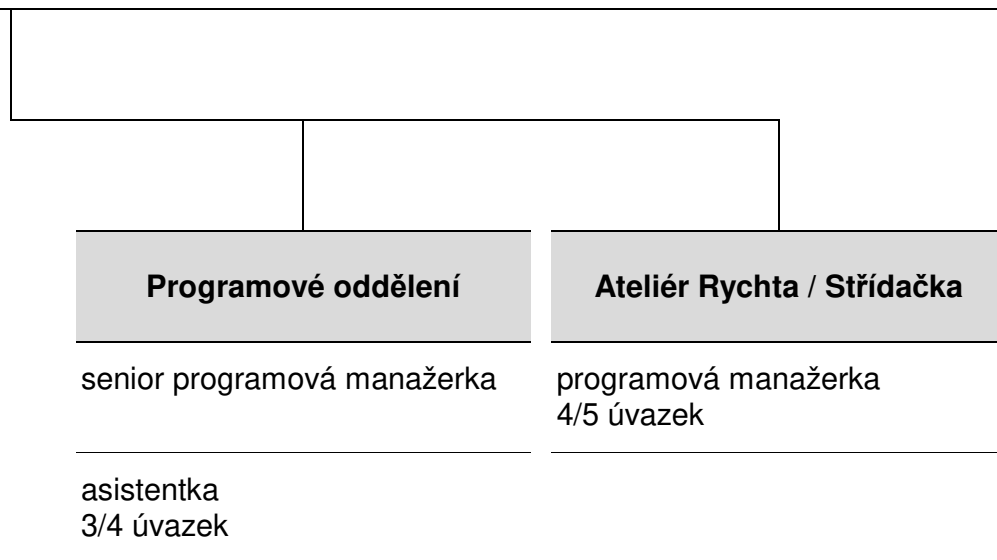 Programové oddělení
senior programová manažerka
asistentka
3/4 úvazek
Ateliér Rychta / Střídačka
programová manažerka
4/5 úvazek